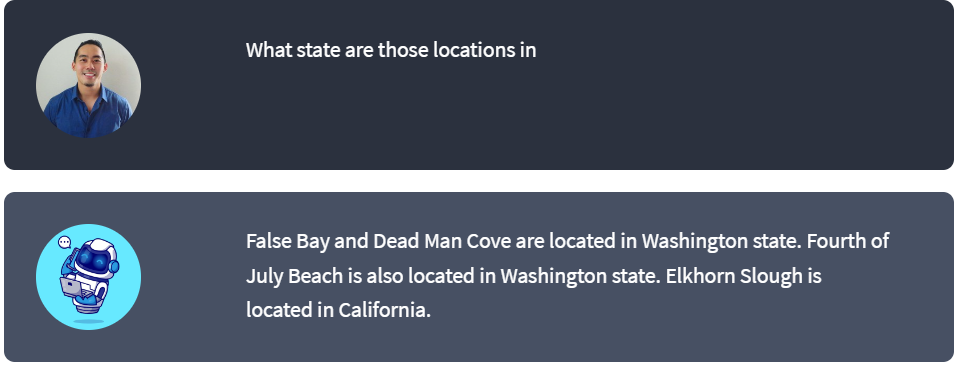 What state are those locations in
False Bay and Dead Man Cove are located in Washington state. Fourth of
July Beach is also located in Washington state. Elkhorn Slough is
located in California.